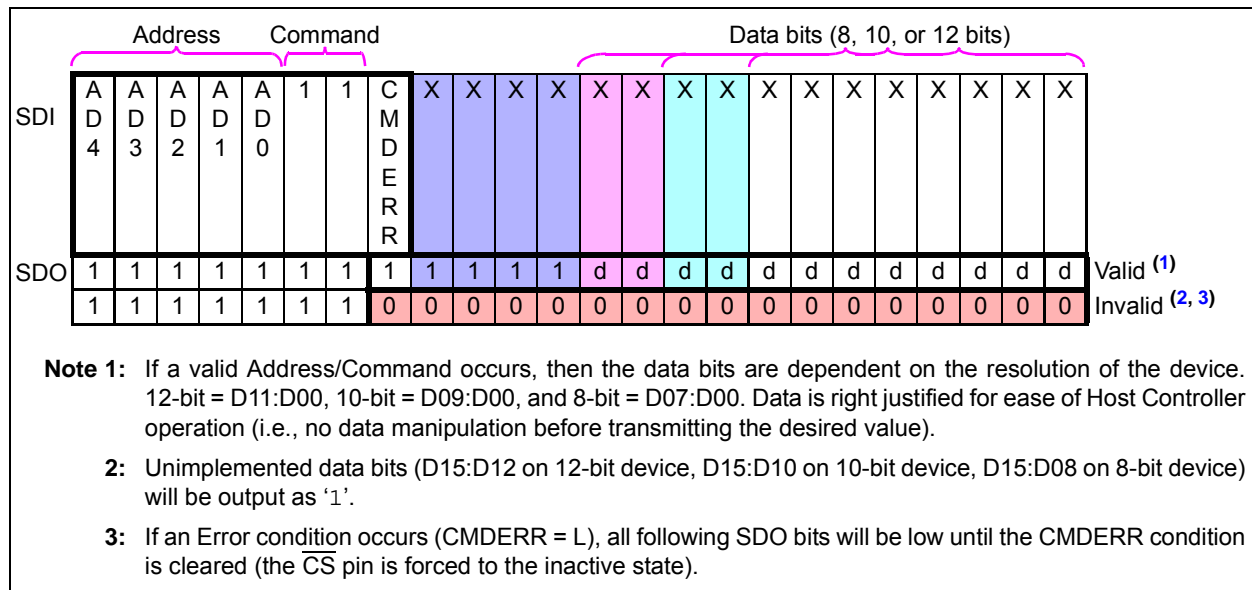 Address Command Data bits (8, 10, or 12 bits)
SDI AD4 AD3 AD2 AD1 AD0 1 1 CMDERR X X X X X X X X X X X X X X X X
SDO 1 1 1 1 1 1 1 1 1 1 1 1 d d d d d d d d d d d d Valid (1)
1 1 1 1 1 1 1 0 0 0 0 0 0 0 0 0 0 0 0 0 0 0 0 0 Invalid (2, 3)
Note 1: If a valid Address/Command occurs, then the data bits are dependent on the resolution of the device.
12-bit = D11:D00, 10-bit = D09:D00, and 8-bit = D07:D00. Data is right justified for ease of Host Controller
operation (i.e., no data manipulation before transmitting the desired value).
2: Unimplemented data bits (D15:D12 on 12-bit device, D15:D10 on 10-bit device, D15:D08 on 8-bit device)
will be output as ‘1’.
3: If an Error condition occurs (CMDERR = L), all following SDO bits will be low until the CMDERR condition
is cleared (the C̅S̅ pin is forced to the inactive state).